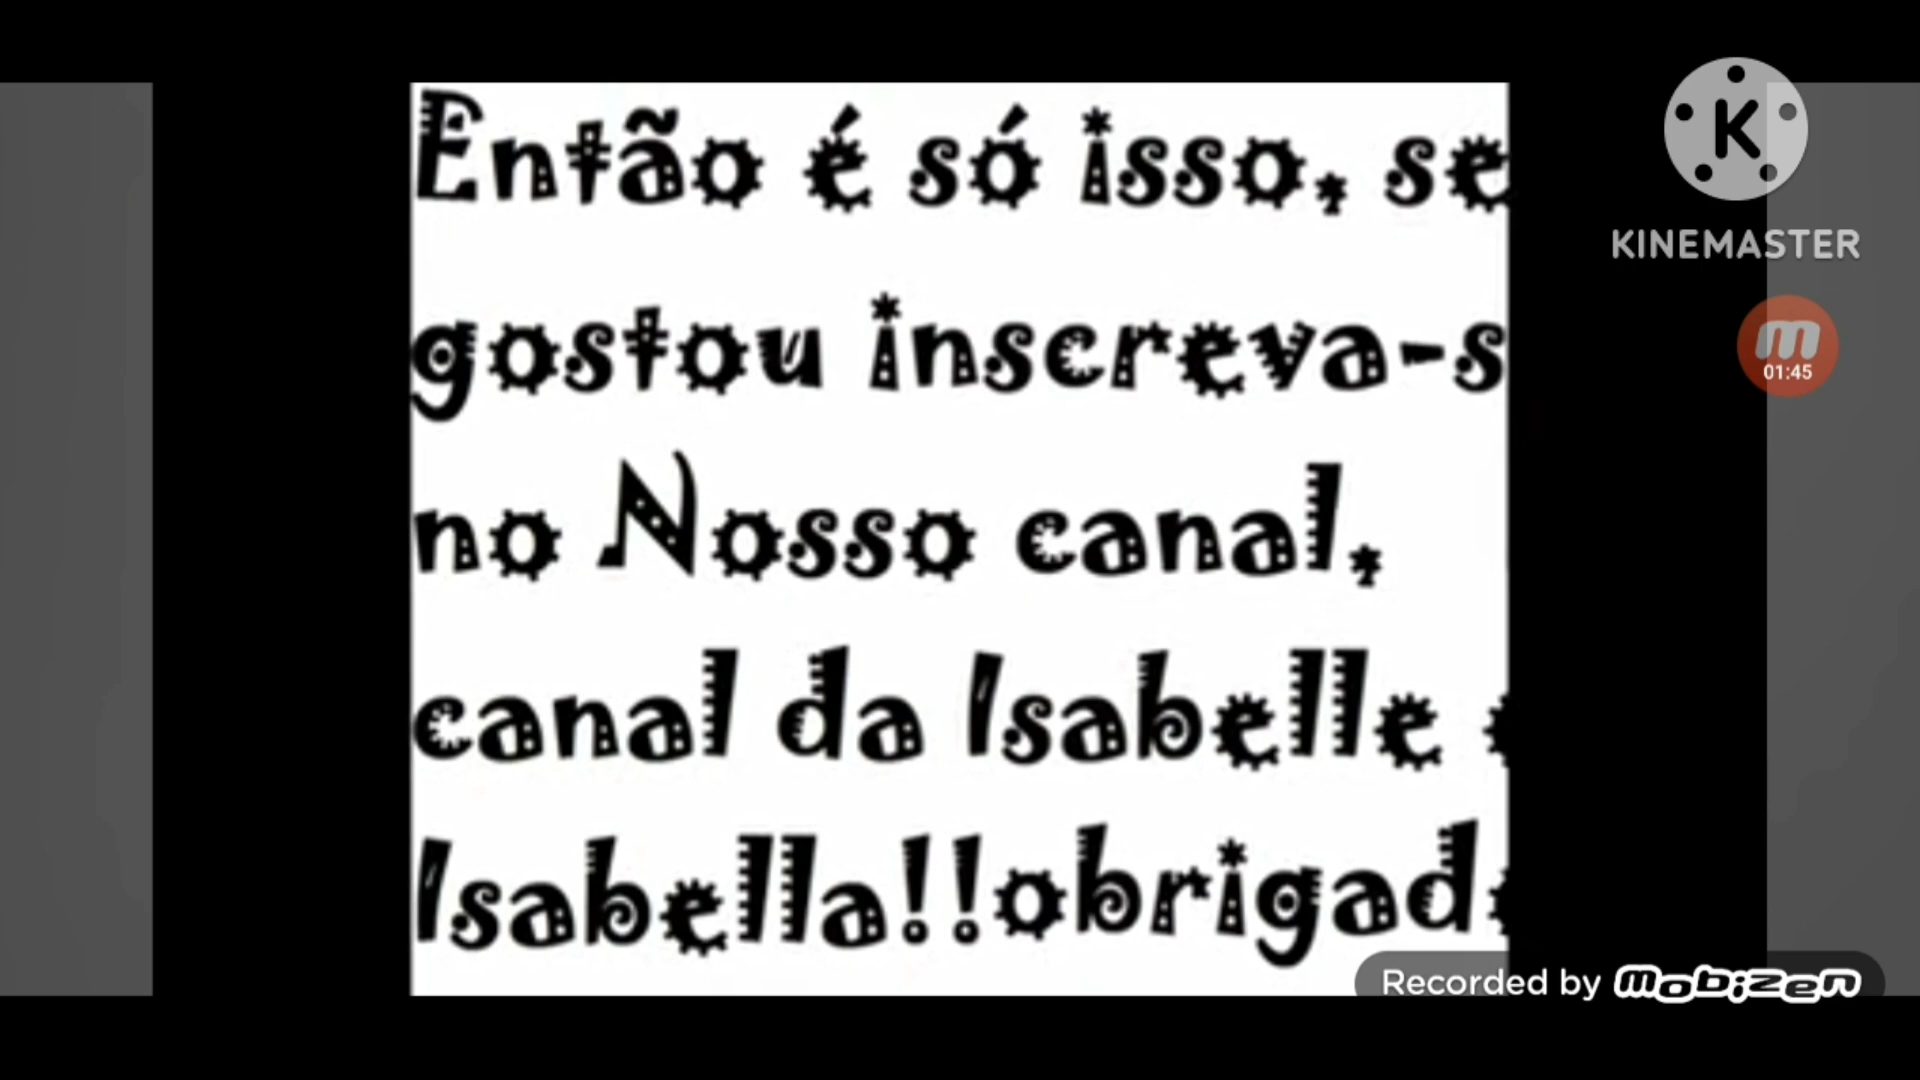 Então é só isso, se
gostou inscreva-s
no Nosso canal,
canal da Isabelle
Isabella!!obrigad
K
KINEMASTER
m
01:45
Recorded by mobizen